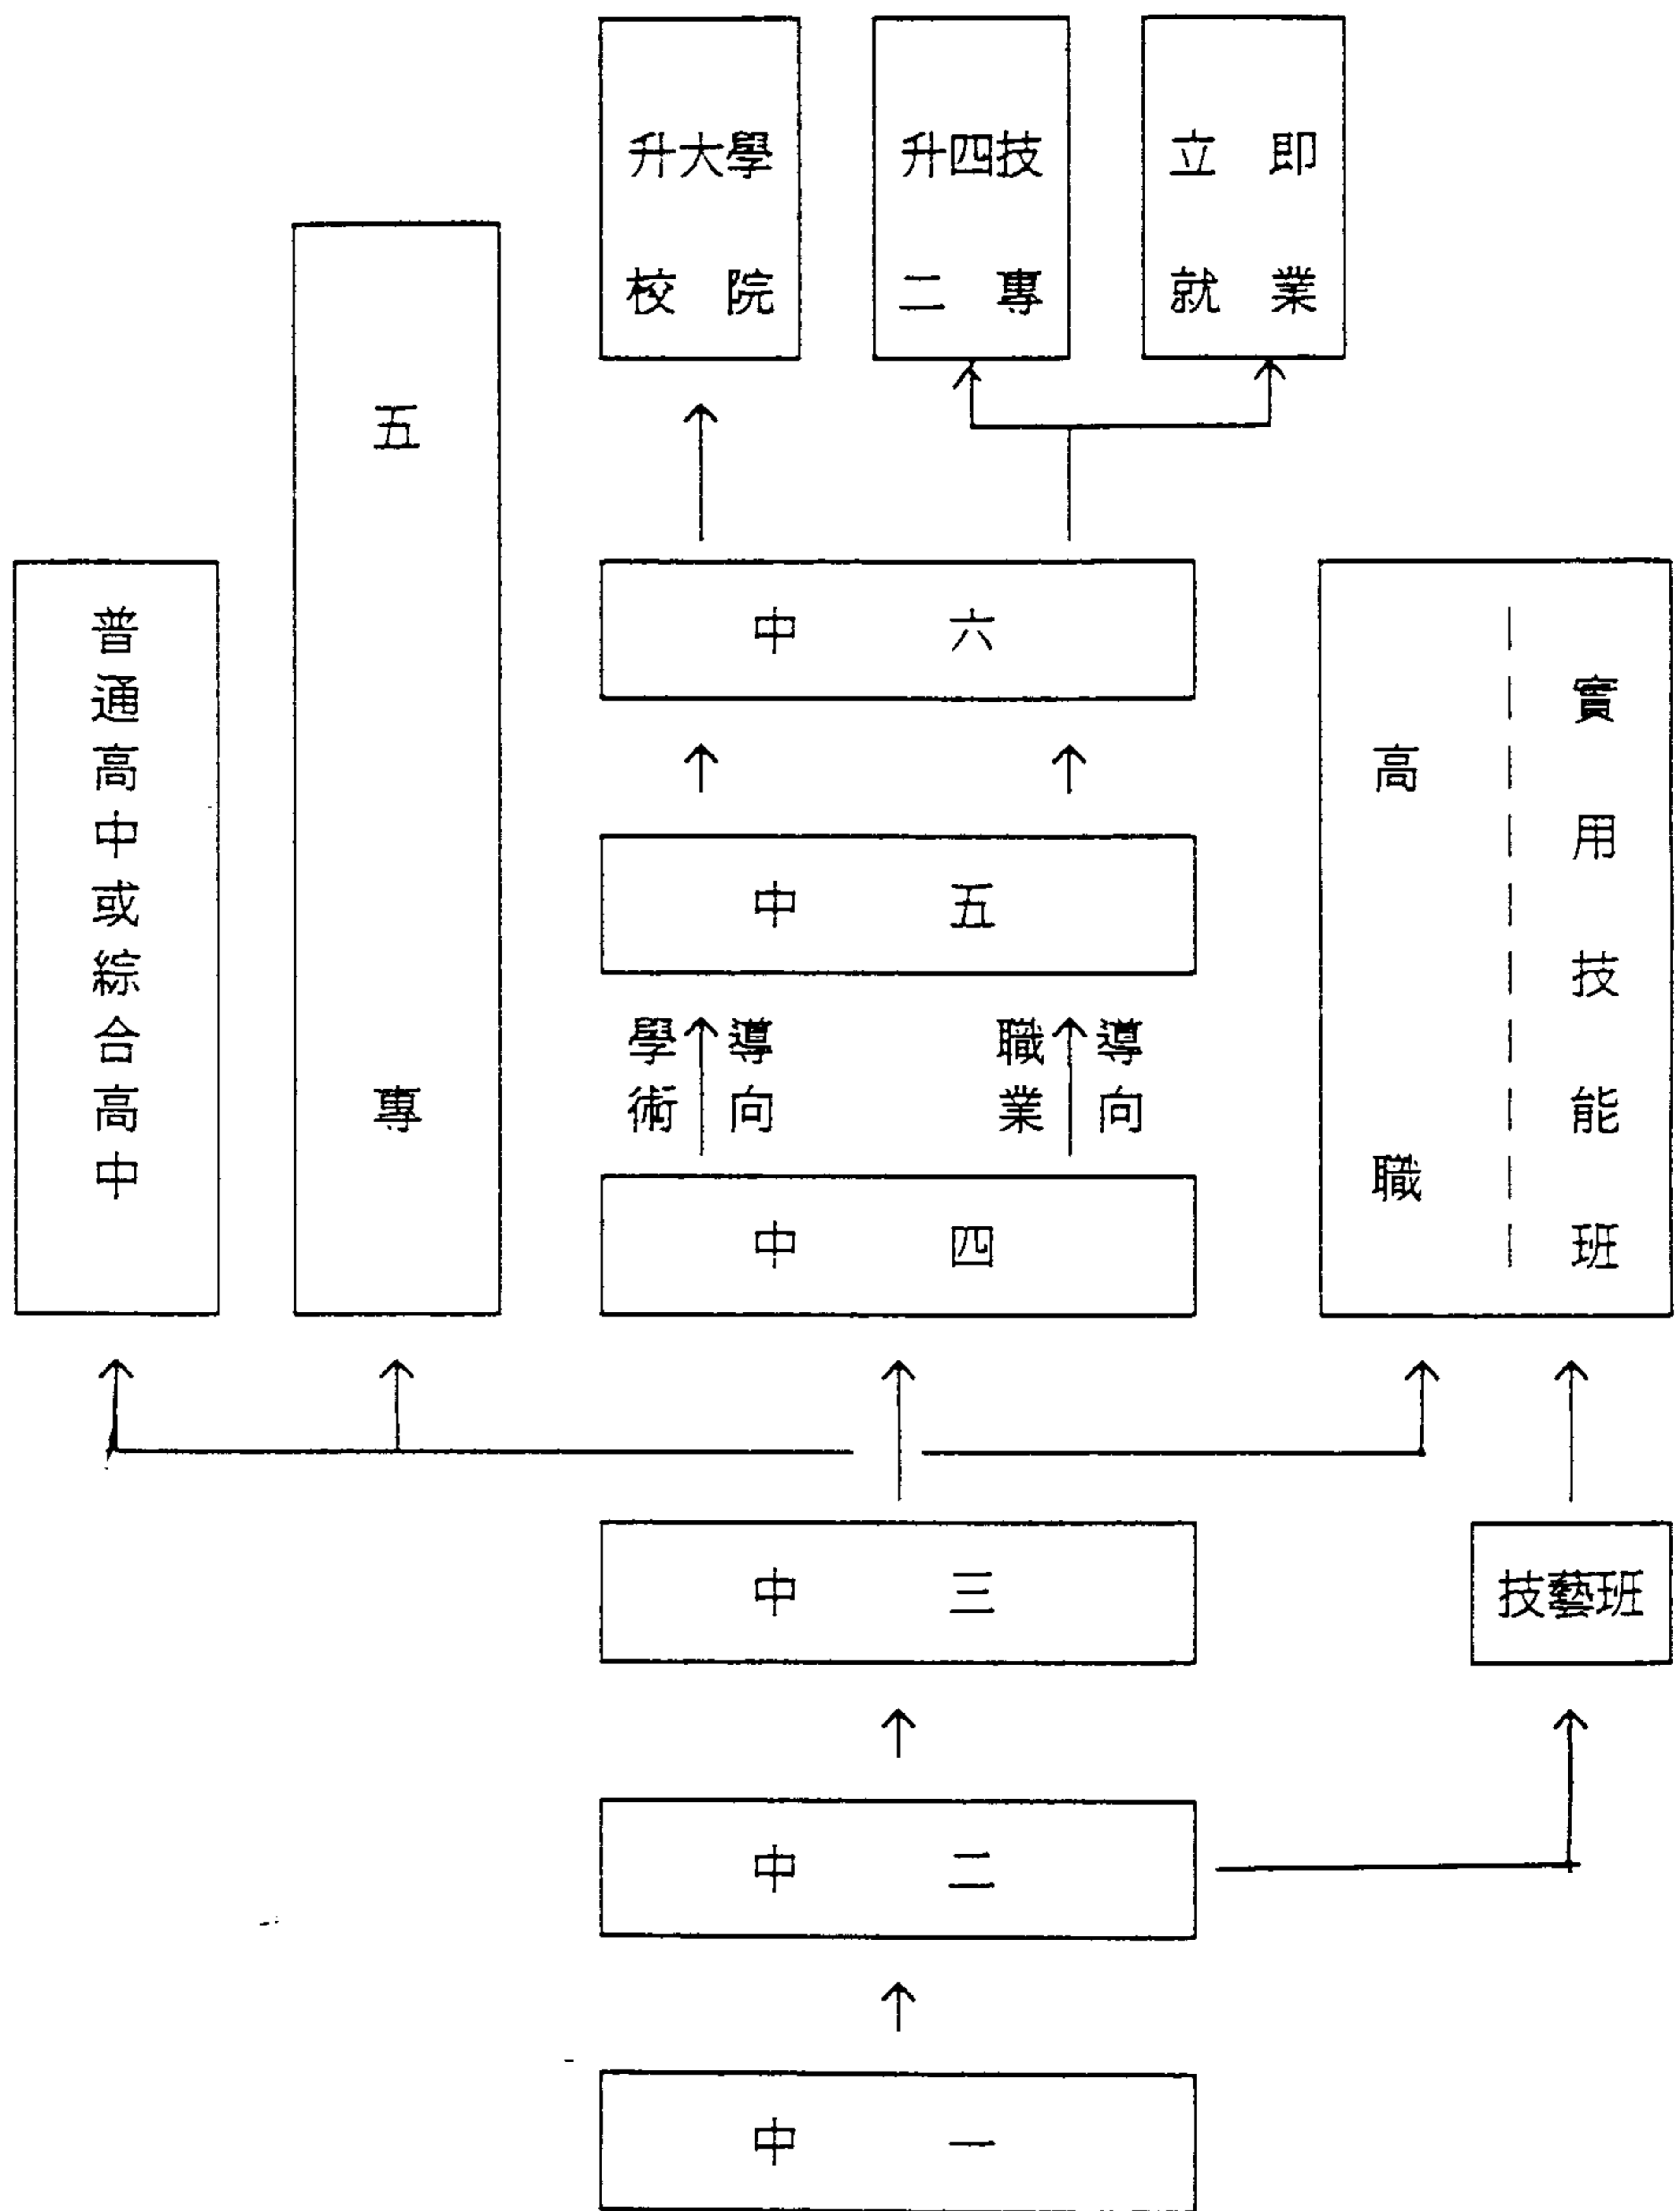 升大學
校院
升四技
二專
立即
就業
五專
普通高中或綜合高中
中六
高職
實用技能班
中五
學術
導向
職業
導向
中四
中三
技藝班
中二
中一